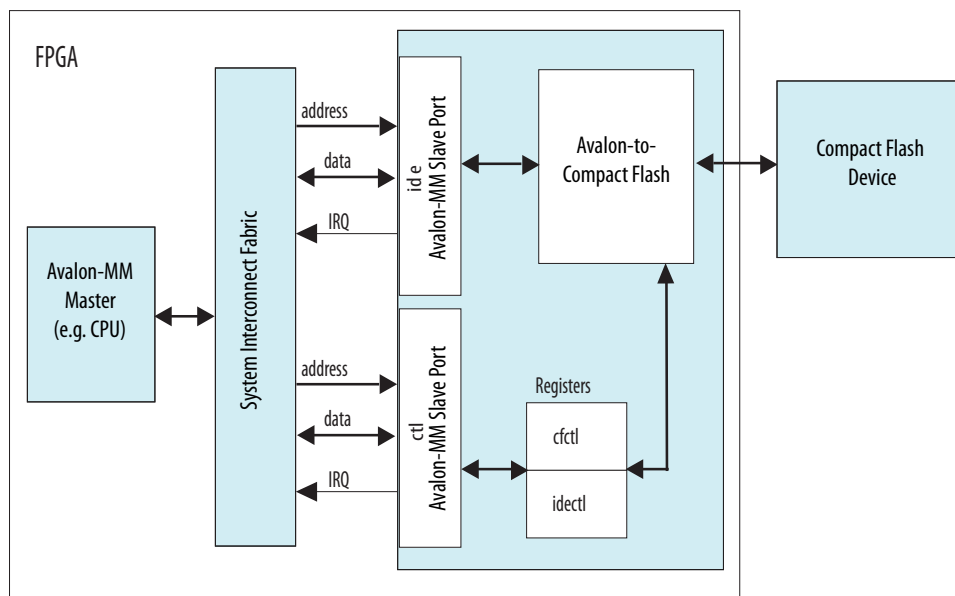 FPGA
Avalon-MM
Master
(e.g. CPU)
System Interconnect Fabric
address
data
IRQ
id e
Avalon-MM Slave Port
Avalon-to-
Compact Flash
Compact Flash
Device
address
data
IRQ
ctl
Avalon-MM Slave Port
Registers
cfctl
idectl